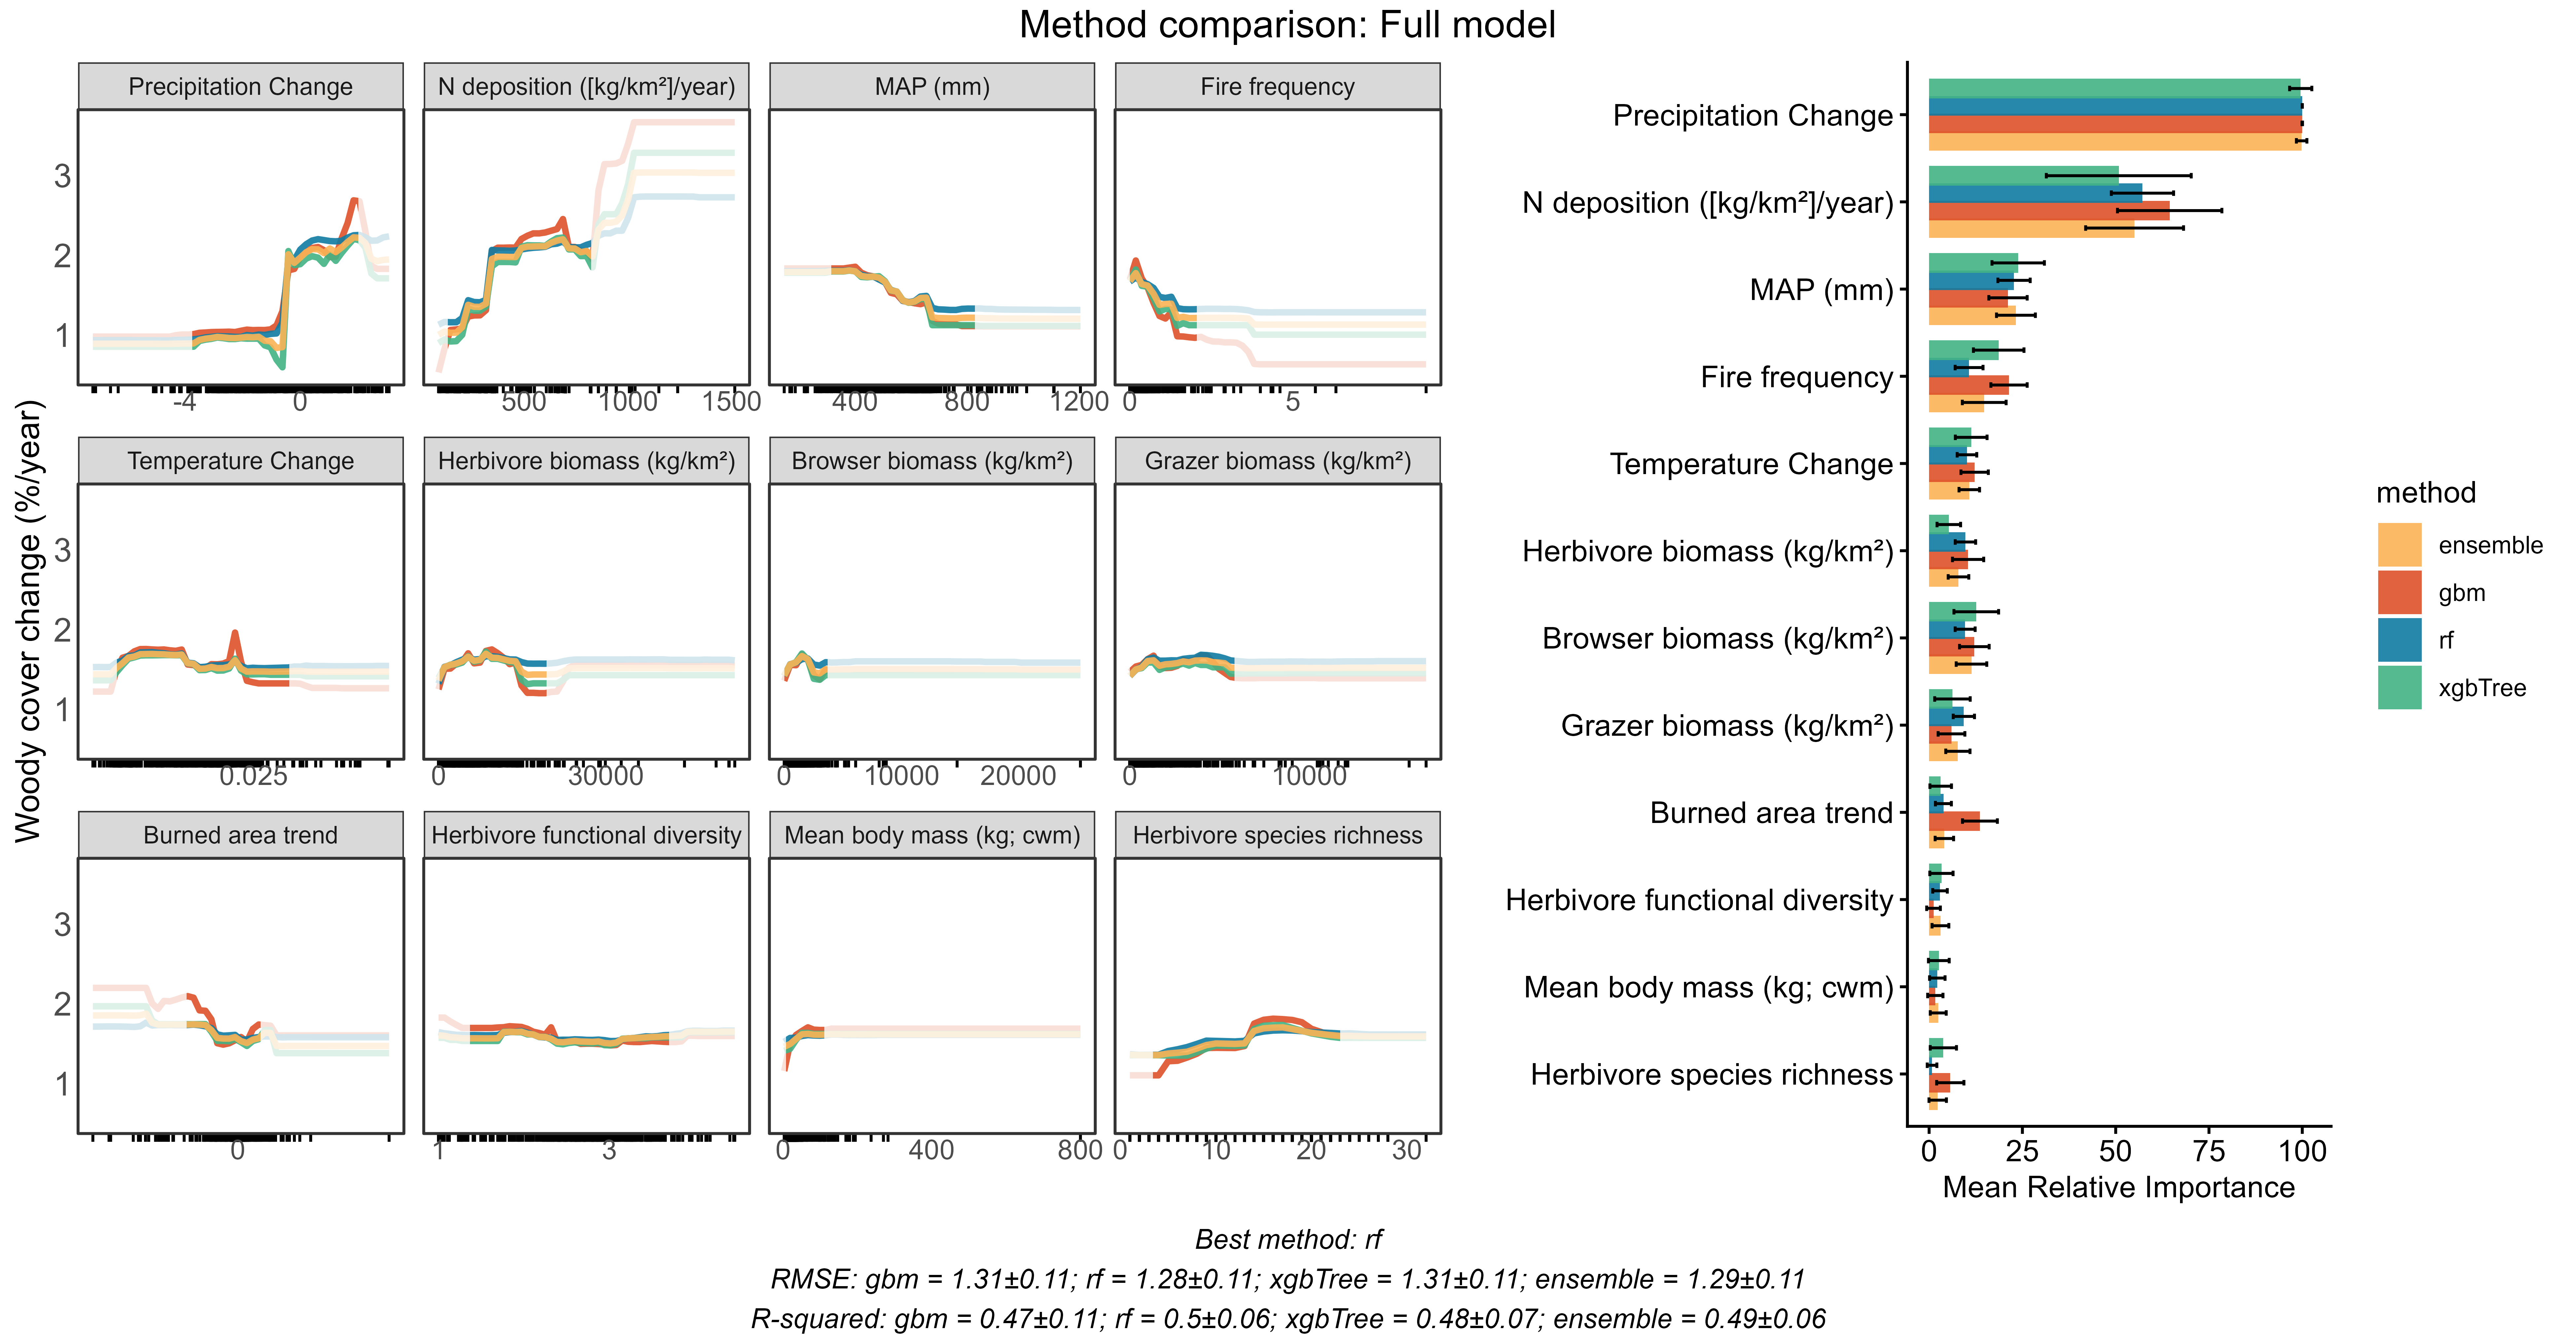 Method comparison: Full model
Precipitation Change
N deposition ([kg/km²]/year)
MAP (mm)
Fire frequency
3
2
1
-4 0
500 1000 1500
400 800 1200
0 5
Temperature Change
Herbivore biomass (kg/km²)
Browser biomass (kg/km²)
Grazer biomass (kg/km²)
3
2
1
0.025
0 30000
0 10000 20000
0 10000
Burned area trend
Herbivore functional diversity
Mean body mass (kg; cwm)
Herbivore species richness
3
2
1
0
1 3
0 400 800
0 10 20 30
Woody cover change (%/year)
Precipitation Change
N deposition ([kg/km²]/year)
MAP (mm)
Fire frequency
Temperature Change
Herbivore biomass (kg/km²)
Browser biomass (kg/km²)
Grazer biomass (kg/km²)
Burned area trend
Herbivore functional diversity
Mean body mass (kg; cwm)
Herbivore species richness
0 25 50 75 100
Mean Relative Importance
method
ensemble
gbm
rf
xgbTree
Best method: rf
RMSE: gbm = 1.31±0.11; rf = 1.28±0.11; xgbTree = 1.31±0.11; ensemble = 1.29±0.11
R-squared: gbm = 0.47±0.11; rf = 0.5±0.06; xgbTree = 0.48±0.07; ensemble = 0.49±0.06